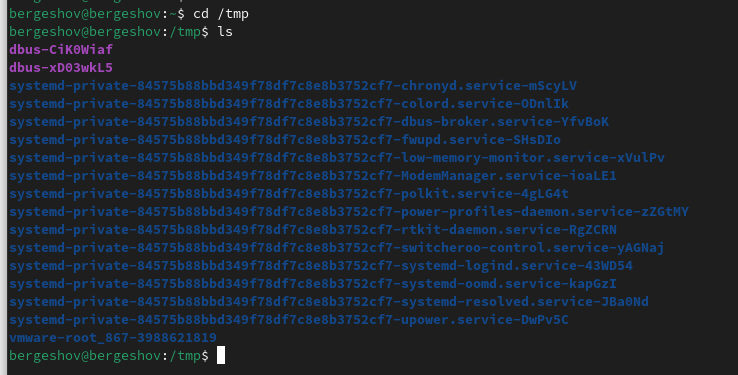 bergeshov@bergeshov:~$ cd /tmp
bergeshov@bergeshov:/tmp$ ls
dbus-CiK0Wiaf
dbus-xD03wkL5
systemd-private-84575b88bbd349f78df7c8e8b3752cf7-chronyd.service-mScyLV
systemd-private-84575b88bbd349f78df7c8e8b3752cf7-colord.service-ODnlIk
systemd-private-84575b88bbd349f78df7c8e8b3752cf7-dbus-broker.service-YfvBoK
systemd-private-84575b88bbd349f78df7c8e8b3752cf7-fwupd.service-SHsDIo
systemd-private-84575b88bbd349f78df7c8e8b3752cf7-low-memory-monitor.service-xVulPv
systemd-private-84575b88bbd349f78df7c8e8b3752cf7-ModemManager.service-ioaLE1
systemd-private-84575b88bbd349f78df7c8e8b3752cf7-polkit.service-4gLG4t
systemd-private-84575b88bbd349f78df7c8e8b3752cf7-power-profiles-daemon.service-zZGtMY
systemd-private-84575b88bbd349f78df7c8e8b3752cf7-rtkit-daemon.service-RgZCRN
systemd-private-84575b88bbd349f78df7c8e8b3752cf7-switcheroo-control.service-yAGNaj
systemd-private-84575b88bbd349f78df7c8e8b3752cf7-systemd-logind.service-43WD54
systemd-private-84575b88bbd349f78df7c8e8b3752cf7-systemd-oomd.service-kapGzI
systemd-private-84575b88bbd349f78df7c8e8b3752cf7-systemd-resolved.service-JBa0Nd
systemd-private-84575b88bbd349f78df7c8e8b3752cf7-upower.service-DwPv5C
vmware-root_867-3988621819
bergeshov@bergeshov:/tmp$